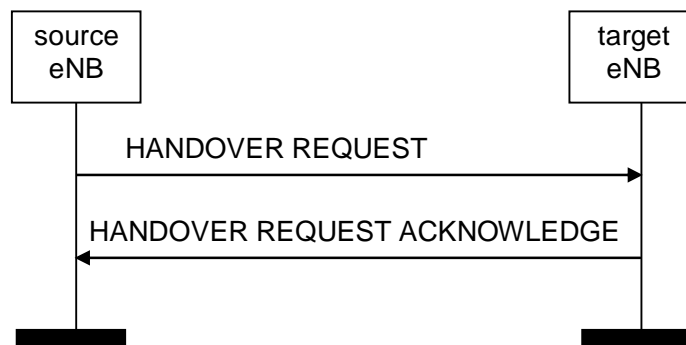 source
eNB
target
eNB
HANDOVER REQUEST
HANDOVER REQUEST ACKNOWLEDGE